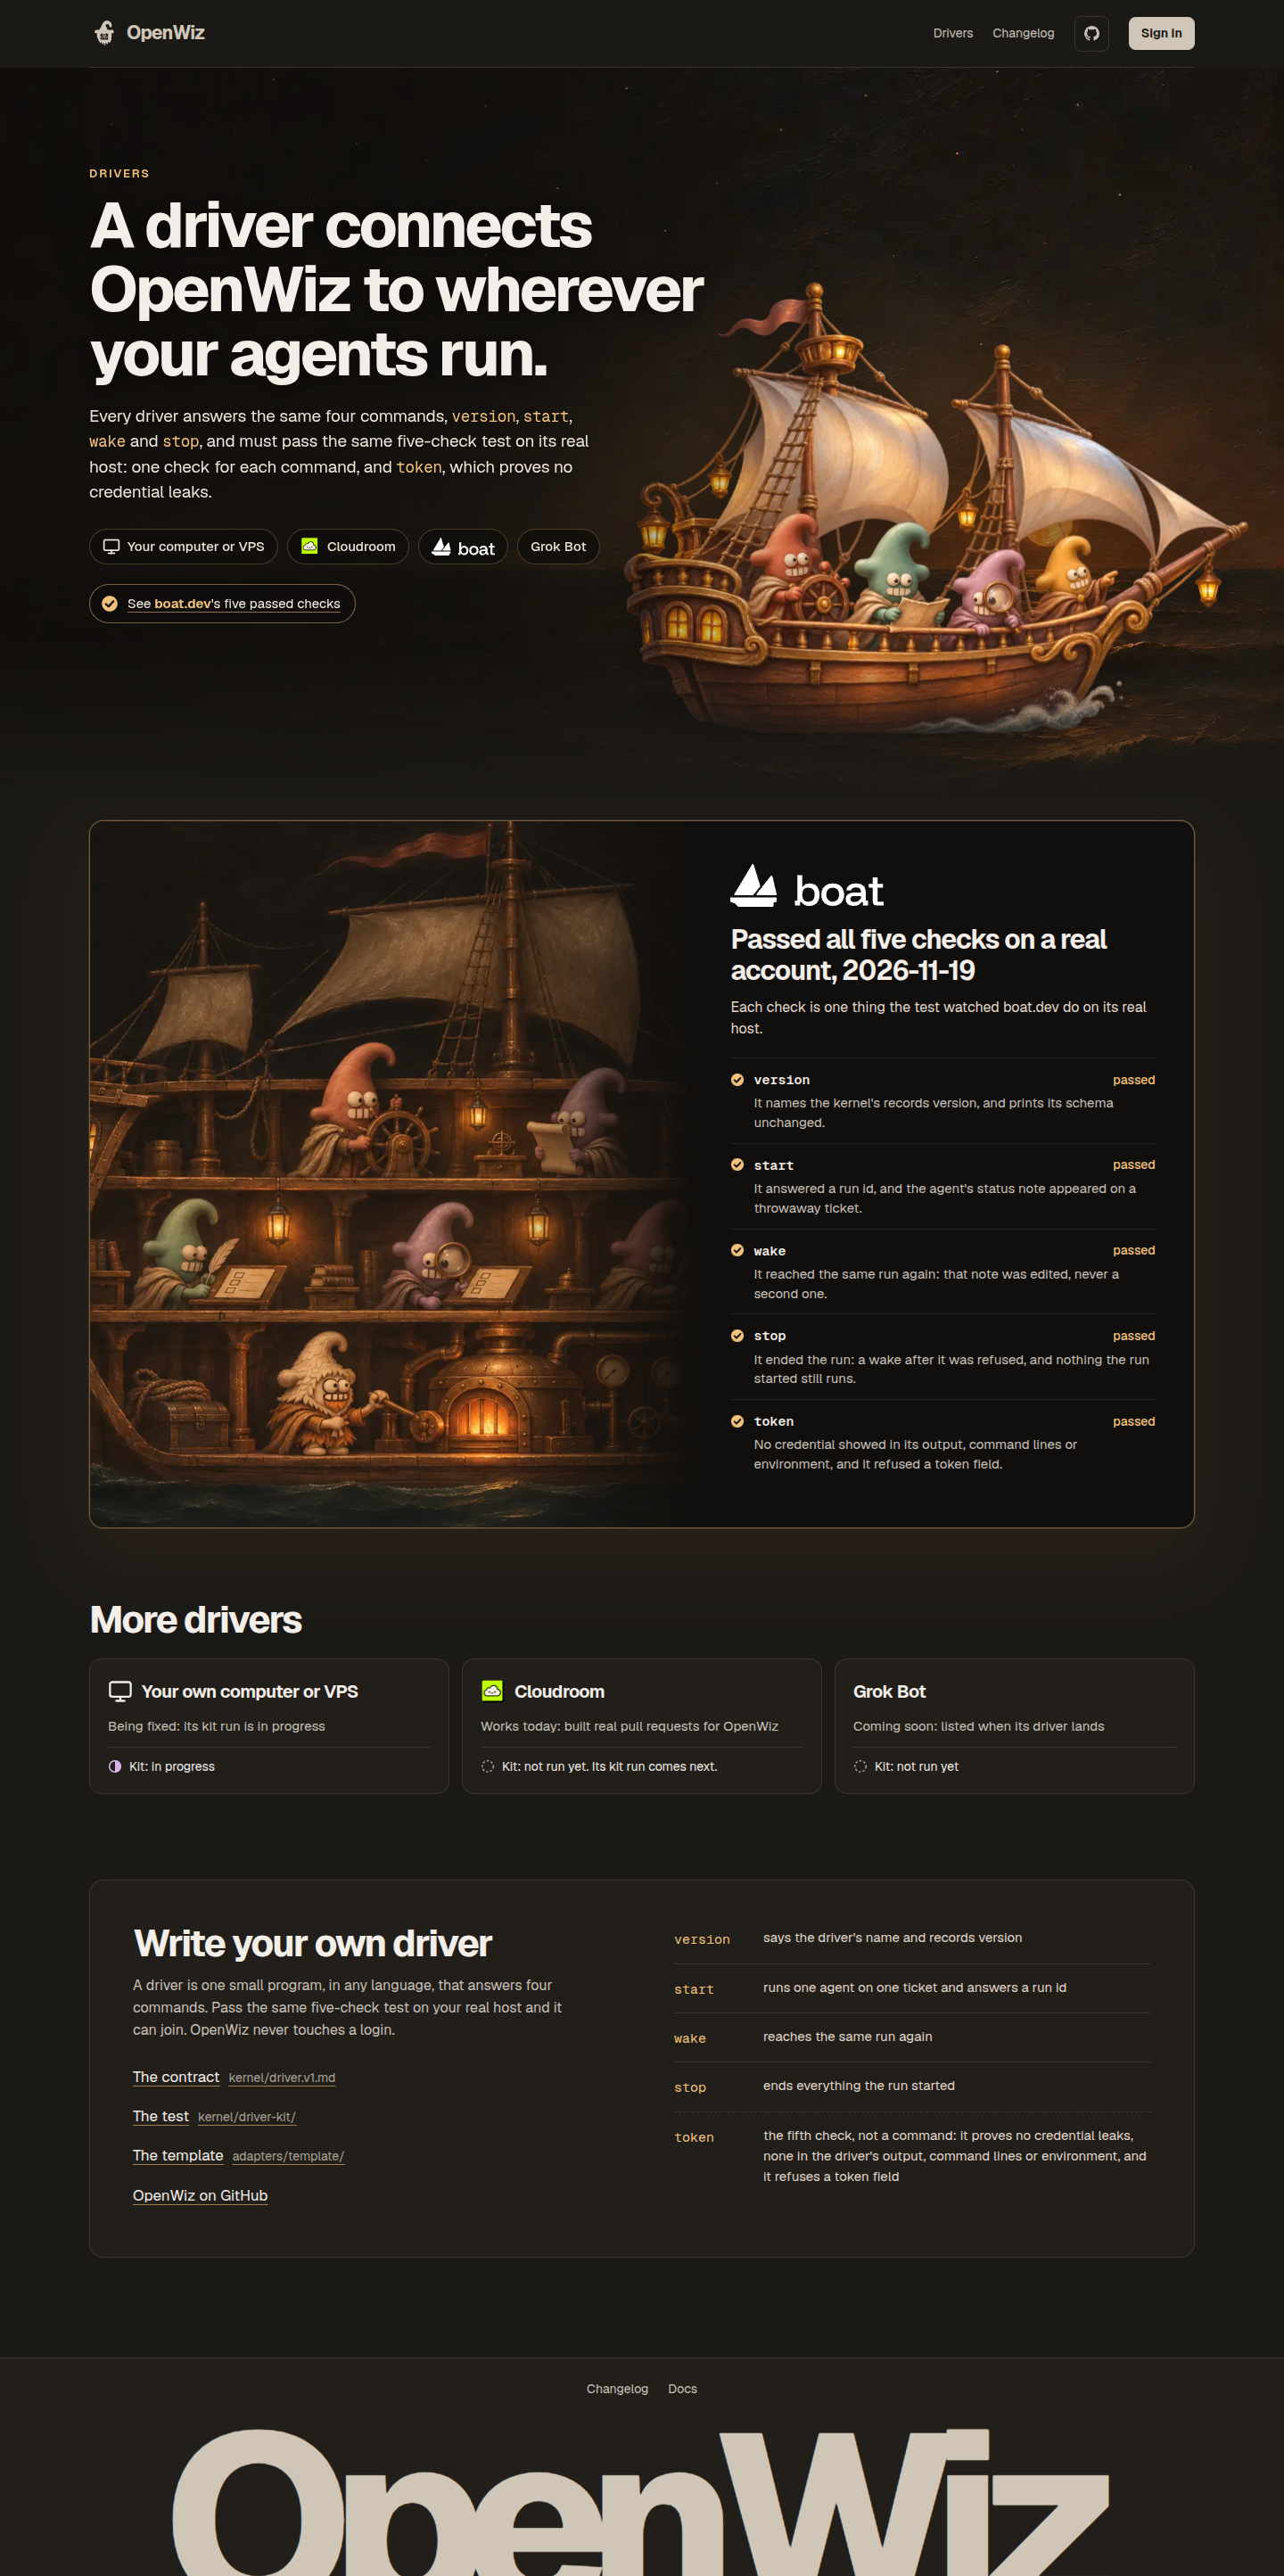 OpenWiz
Drivers
Changelog
Sign in
DRIVERS
A driver connects
OpenWiz to wherever
your agents run.
Every driver answers the same four commands, version, start,
wake and stop, and must pass the same five-check test on its real
host: one check for each command, and token, which proves no
credential leaks.
Your computer or VPS
Cloudroom
boat
Grok Bot
See boat.dev's five passed checks
boat
Passed all five checks on a real
account, 2026-11-19
Each check is one thing the test watched boat.dev do on its real
host.
version passed
It names the kernel's records version, and prints its schema
unchanged.
start passed
It answered a run id, and the agent's status note appeared on a
throwaway ticket.
wake passed
It reached the same run again: that note was edited, never a
second one.
stop passed
It ended the run: a wake after it was refused, and nothing the run
started still runs.
token passed
No credential showed in its output, command lines or
environment, and it refused a token field.
More drivers
Your own computer or VPS
Being fixed: its kit run is in progress
Kit: in progress
Cloudroom
Works today: built real pull requests for OpenWiz
Kit: not run yet. Its kit run comes next.
Grok Bot
Coming soon: listed when its driver lands
Kit: not run yet
Write your own driver
A driver is one small program, in any language, that answers four
commands. Pass the same five-check test on your real host and it
can join. OpenWiz never touches a login.
The contract kernel/driver.v1.md
The test kernel/driver-kit/
The template adapters/template/
OpenWiz on GitHub
version says the driver's name and records version
start runs one agent on one ticket and answers a run id
wake reaches the same run again
stop ends everything the run started
token the fifth check, not a command: it proves no credential leaks,
none in the driver's output, command lines or environment, and
it refuses a token field
Changelog
Docs
OpenWiz